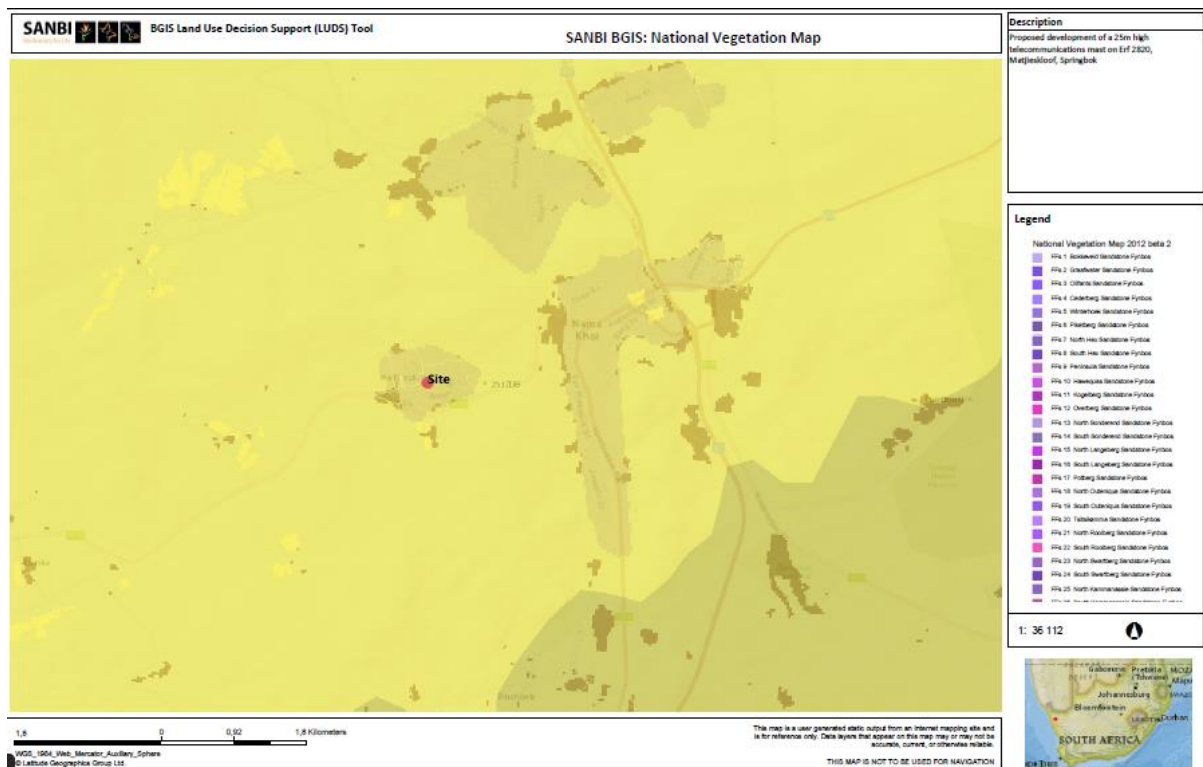 SANBI
BGIS Land Use Decision Support (LUDS) Tool
SANBI BGIS: National Vegetation Map
Description
Proposed development of a 25m high
telecommunications mast on Erf 2820,
Matjieskloof, Springbok
Nama
Khoi
Site
Legend
National Vegetation Map 2012 beta 2
FFs 1 Bokkeveld Sandstone Fynbos
FFs 2 Graafwater Sandstone Fynbos
FFs 3 Olifants Sandstone Fynbos
FFs 4 Cederberg Sandstone Fynbos
FFs 5 Winterhoek Sandstone Fynbos
FFs 6 Piketberg Sandstone Fynbos
FFs 7 North Hex Sandstone Fynbos
FFs 8 South Hex Sandstone Fynbos
FFs 9 Peninsula Sandstone Fynbos
FFs 10 Hawequas Sandstone Fynbos
FFs 11 Kogelberg Sandstone Fynbos
FFs 12 Overberg Sandstone Fynbos
FFs 13 North Sonderend Sandstone Fynbos
FFs 14 South Sonderend Sandstone Fynbos
FFs 15 North Langeberg Sandstone Fynbos
FFs 16 South Langeberg Sandstone Fynbos
FFs 17 Potberg Sandstone Fynbos
FFs 18 North Outeniqua Sandstone Fynbos
FFs 19 South Outeniqua Sandstone Fynbos
FFs 20 Tsitsikamma Sandstone Fynbos
FFs 21 North Rooiberg Sandstone Fynbos
FFs 22 South Rooiberg Sandstone Fynbos
FFs 23 North Swartberg Sandstone Fynbos
FFs 24 South Swartberg Sandstone Fynbos
FFs 25 North Kammanassie Sandstone Fynbos
1: 36 112
Gaborone Pretoria
(Tshwane)
Johannesburg
Bloemfontein
LESOTHO Durban
SOUTH AFRICA
1,8 0 0,92 1,8 Kilometers
WGS_1984_Web_Mercator_Auxiliary_Sphere
© Latitude Geographics Group Ltd.
This map is a user generated static output from an Internet mapping site and
is for reference only. Data layers that appear on this map may or may not be
accurate, current, or otherwise reliable.
THIS MAP IS NOT TO BE USED FOR NAVIGATION